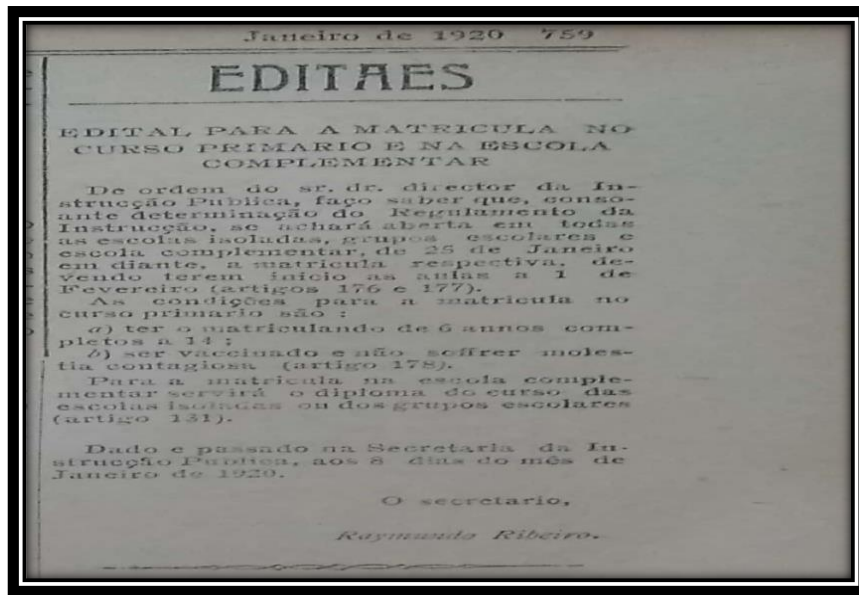 Janeiro de 1920 759
EDITAES
EDITAL PARA A MATRICULA NO
CURSO PRIMARIO E NA ESCOLA
COMPLEMENTAR
De ordem do sr. dr. director da In-
strucção Publica, faço saber que, conso-
ante determinação do Regulamento da
Instrucção, se achará aberta em todas
as escolas isoladas, grupos escolares e
escola complementar, de 25 de Janeiro
em diante, a matricula respectiva, de-
vendo terem inicio as aulas a 1 de
Fevereiro (artigos 176 e 177).
As condições para a matricula no
curso primario são :
a) ter o matriculando de 6 annos com-
pletos a 14 ;
b) ser vaccinado e não soffrer moles-
tia contagiosa (artigo 178).
Para a matricula na escola comple-
mentar servirá o diploma do curso das
escolas isoladas ou dos grupos escolares
(artigo 131).
Dado e passado na Secretaria da In-
strucção Publica, aos 8 dias do mês de
Janeiro de 1920.
O secretario,
Raymundo Ribeiro.